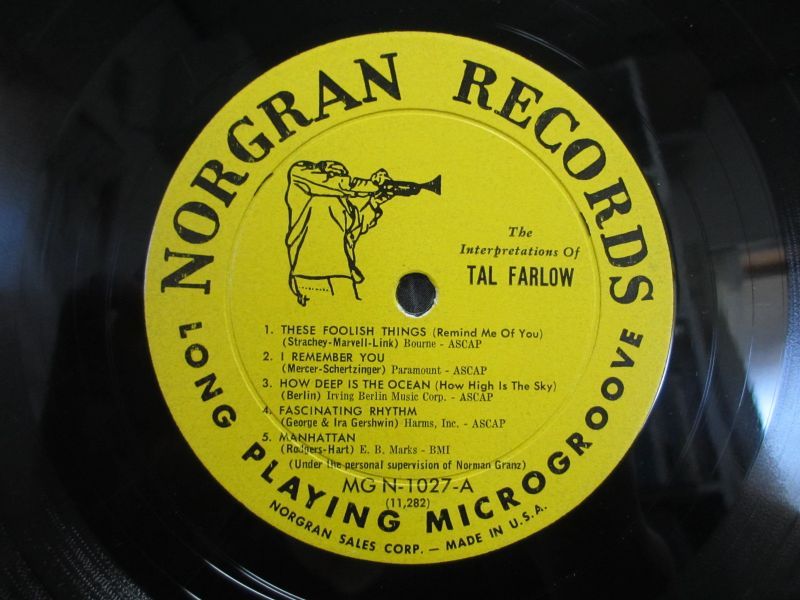 NORGRAN RECORDS
The
Interpretations Of
TAL FARLOW
1. THESE FOOLISH THINGS (Remind Me Of You)
(Strachey-Marvell-Link) Bourne - ASCAP
2. I REMEMBER YOU
(Mercer-Schertzinger) Paramount - ASCAP
3. HOW DEEP IS THE OCEAN (How High Is The Sky)
(Berlin) Irving Berlin Music Corp. - ASCAP
4. FASCINATING RHYTHM
(George & Ira Gershwin) Harms, Inc. - ASCAP
5. MANHATTAN
(Rodgers-Hart) E. B. Marks - BMI
(Under the personal supervision of Norman Granz)
MG N-1027-A
(11,282)
LONG PLAYING MICROGROOVE
NORGRAN SALES CORP. — MADE IN U.S.A.